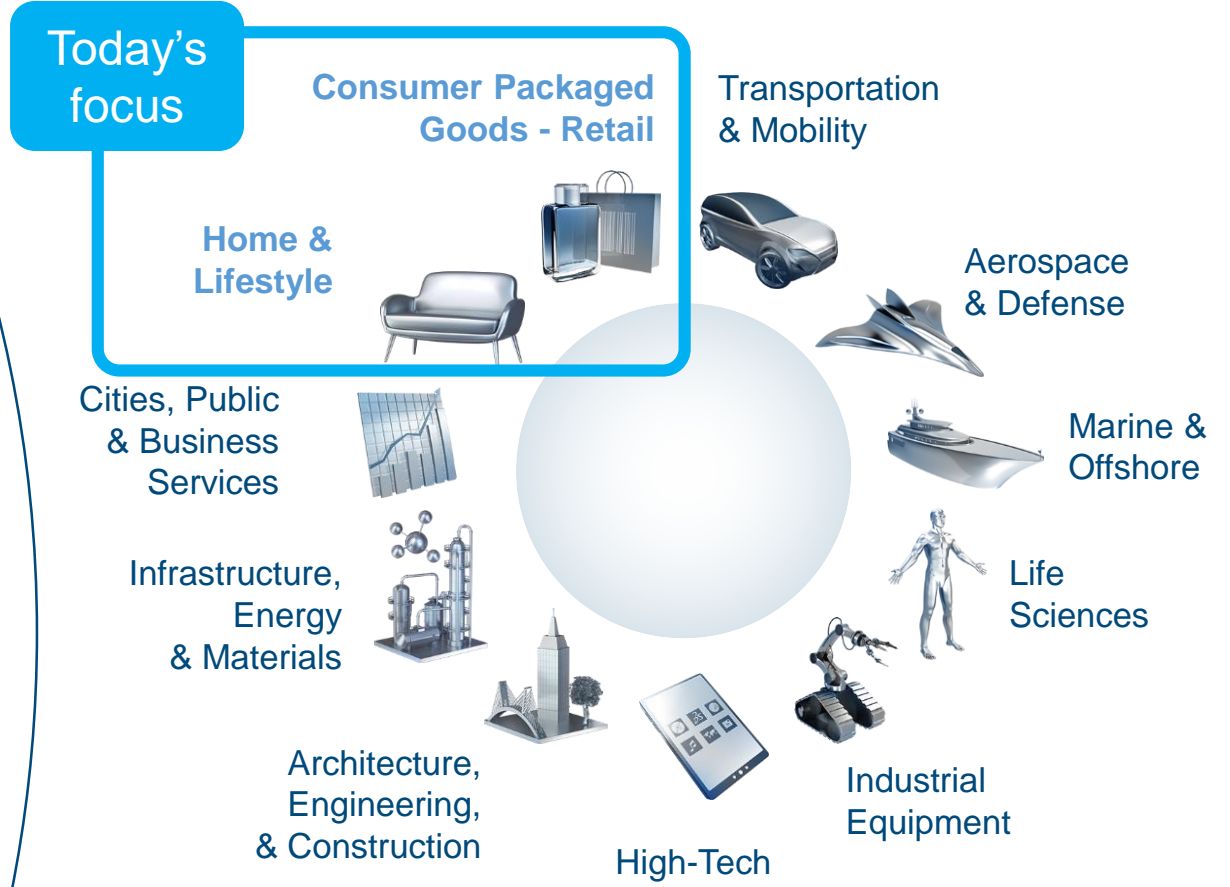 Today's
focus
Consumer Packaged
Goods - Retail
Home &
Lifestyle
Transportation
& Mobility
Aerospace
& Defense
Marine &
Offshore
Life
Sciences
Industrial
Equipment
High-Tech
Architecture,
Engineering,
& Construction
Infrastructure,
Energy
& Materials
Cities, Public
& Business
Services